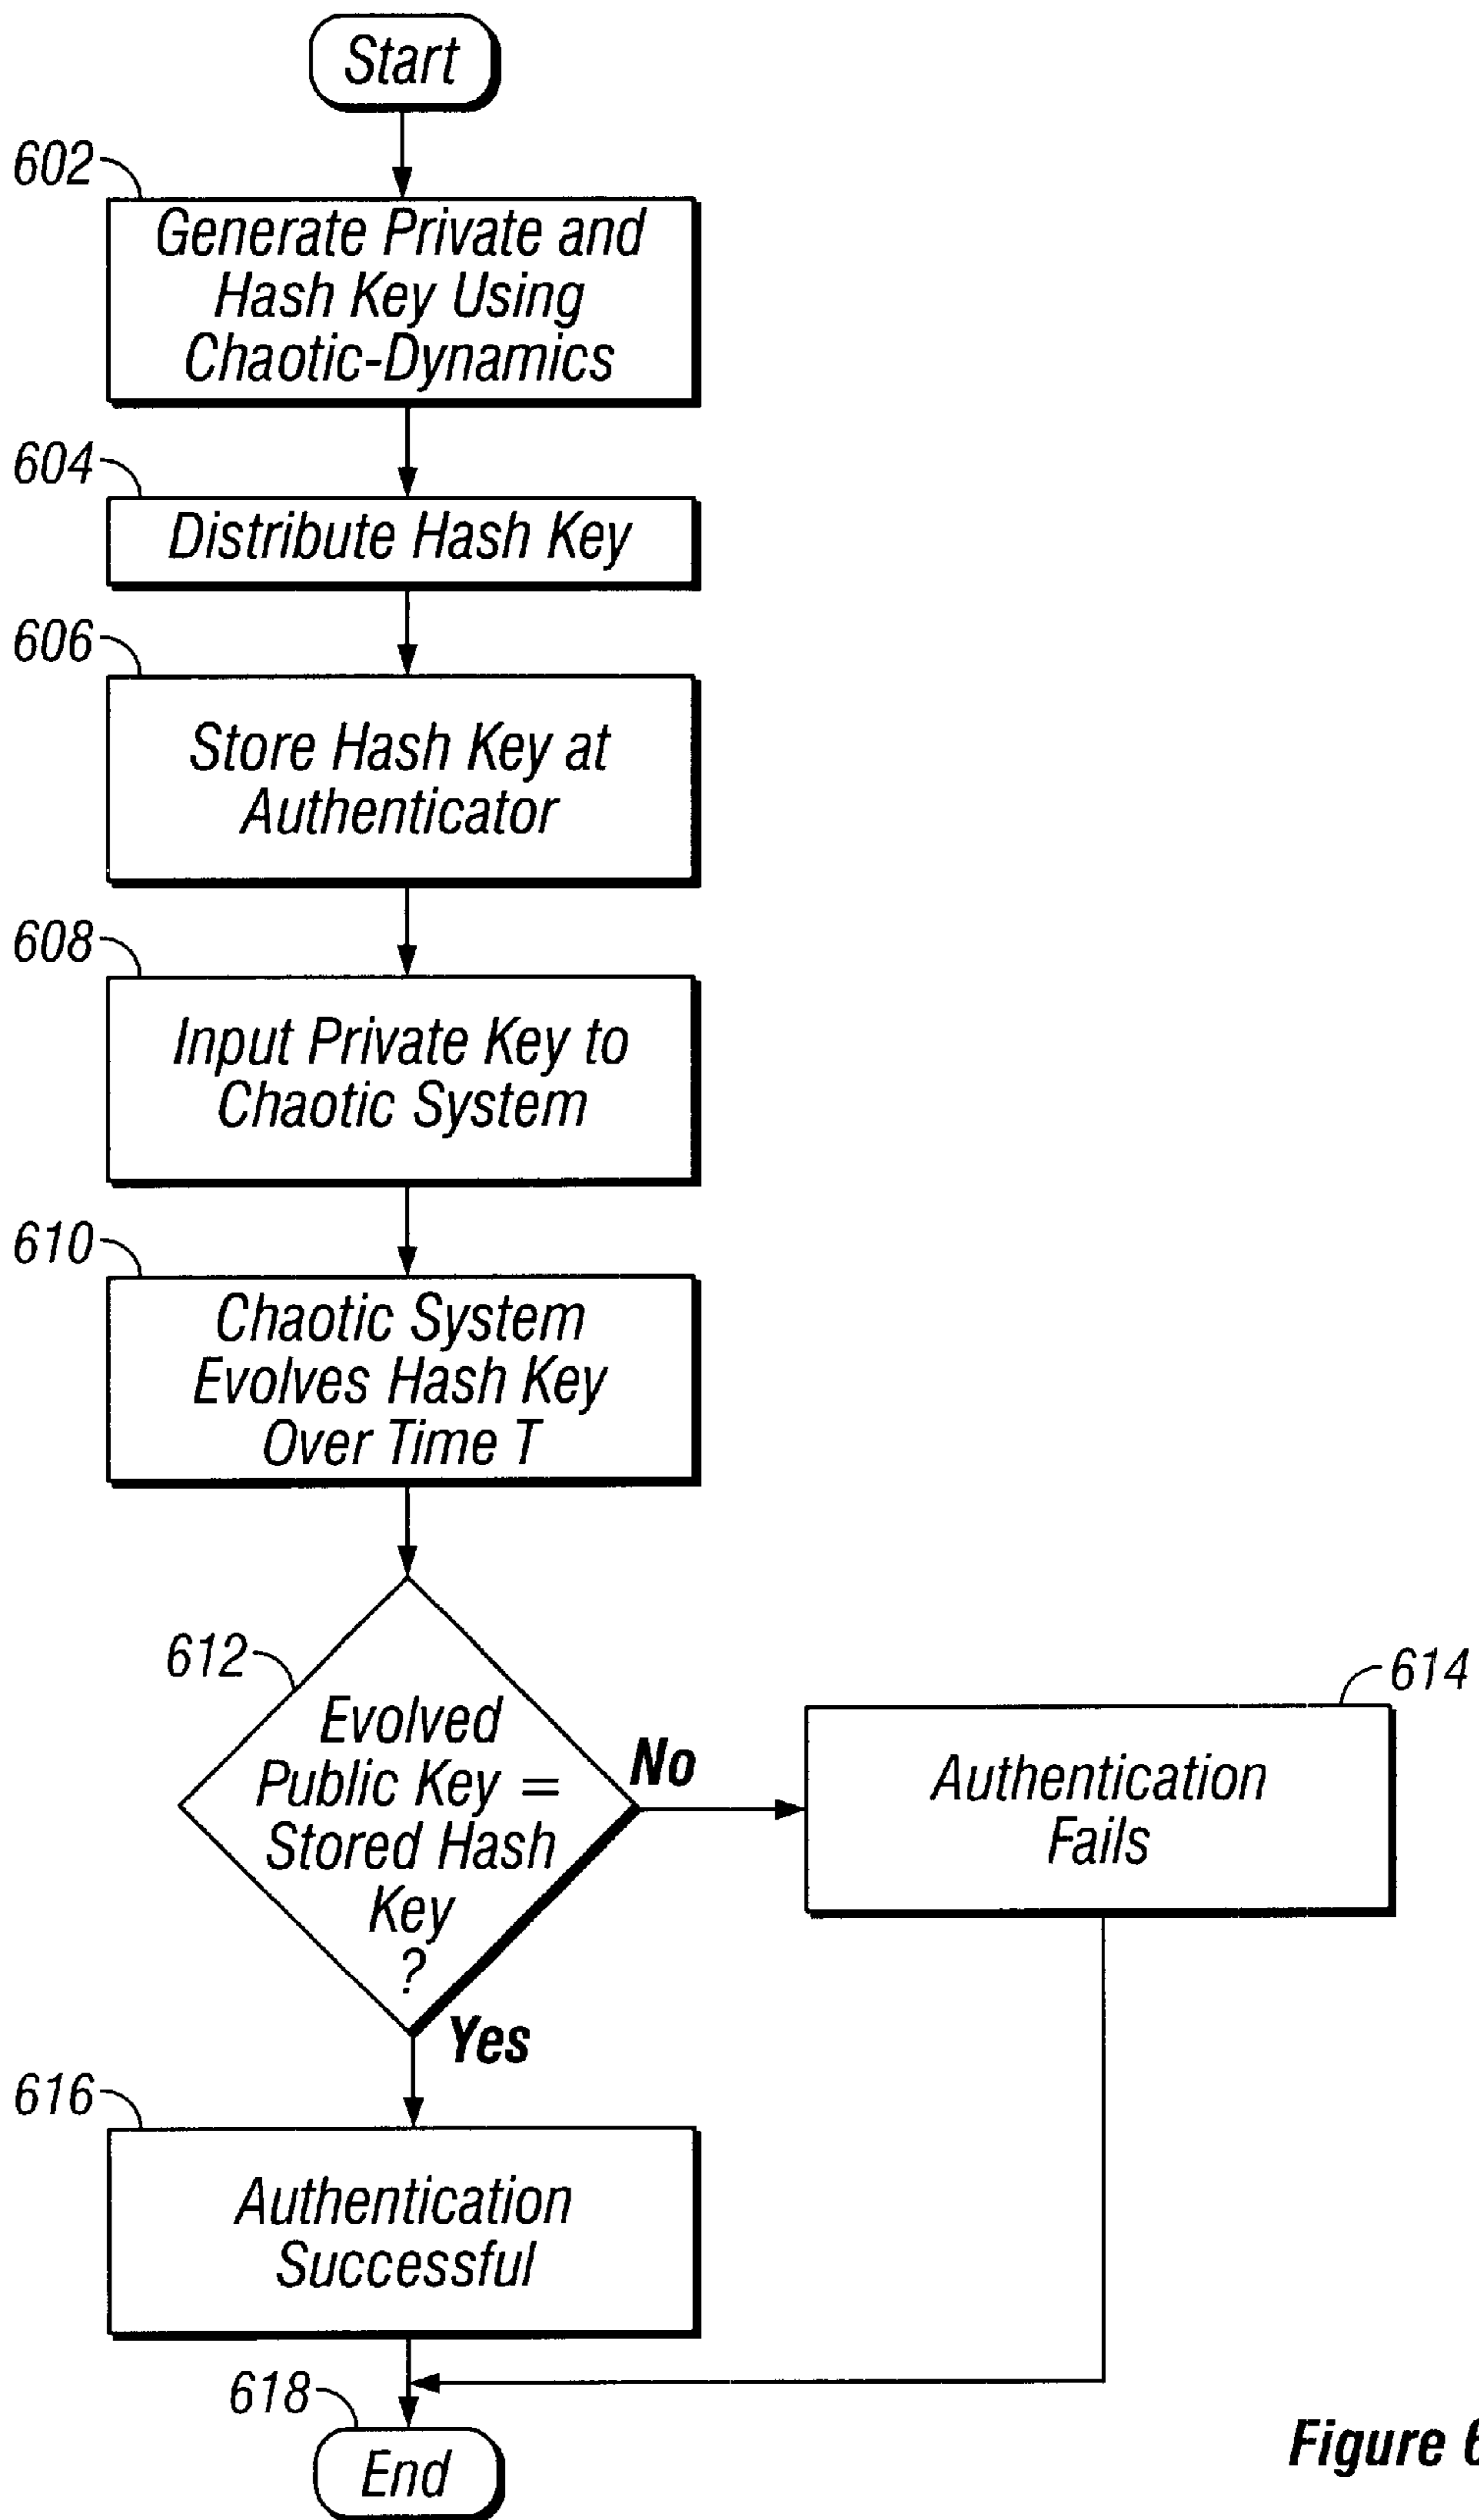 Start
602
Generate Private and
Hash Key Using
Chaotic-Dynamics
604
Distribute Hash Key
606
Store Hash Key at
Authenticator
608
Input Private Key to
Chaotic System
610
Chaotic System
Evolves Hash Key
Over Time T
612
Evolved
Public Key =
Stored Hash
Key
?
No
614
Authentication
Fails
Yes
616
Authentication
Successful
618
End
Figure 6